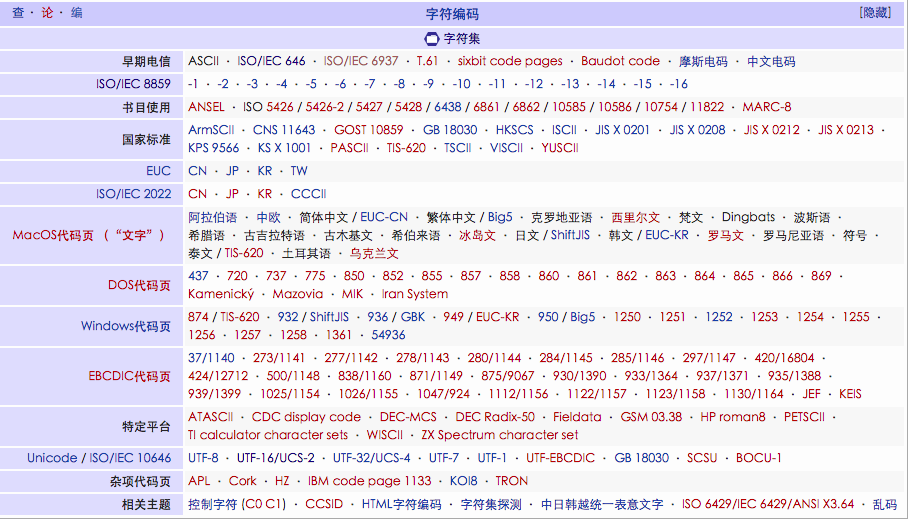 查 · 论 · 编 字符编码 [隐藏]
字符集
早期电信 ASCII · ISO/IEC 646 · ISO/IEC 6937 · T.61 · sixbit code pages · Baudot code · 摩斯电码 · 中文电码
ISO/IEC 8859 -1 · -2 · -3 · -4 · -5 · -6 · -7 · -8 · -9 · -10 · -11 · -12 · -13 · -14 · -15 · -16
书目使用 ANSEL · ISO 5426 / 5426-2 / 5427 / 5428 / 6438 / 6861 / 6862 / 10585 / 10586 / 10754 / 11822 · MARC-8
国家标准 ArmSCII · CNS 11643 · GOST 10859 · GB 18030 · HKSCS · ISCII · JIS X 0201 · JIS X 0208 · JIS X 0212 · JIS X 0213 ·
KPS 9566 · KS X 1001 · PASCII · TIS-620 · TSCII · VISCII · YUSCII
EUC CN · JP · KR · TW
ISO/IEC 2022 CN · JP · KR · CCCII
MacOS代码页（“文字”） 阿拉伯语 · 中欧 · 简体中文 / EUC-CN · 繁体中文 / Big5 · 克罗地亚语 · 西里尔文 · 梵文 · Dingbats · 波斯语 ·
希腊语 · 古吉拉特语 · 古木基文 · 希伯来语 · 冰岛文 · 日文 / ShiftJIS · 韩文 / EUC-KR · 罗马文 · 罗马尼亚语 · 符号 ·
泰文 / TIS-620 · 土耳其语 · 乌克兰文
DOS代码页 437 · 720 · 737 · 775 · 850 · 852 · 855 · 857 · 858 · 860 · 861 · 862 · 863 · 864 · 865 · 866 · 869 ·
Kamenický · Mazovia · MIK · Iran System
Windows代码页 874 / TIS-620 · 932 / ShiftJIS · 936 / GBK · 949 / EUC-KR · 950 / Big5 · 1250 · 1251 · 1252 · 1253 · 1254 · 1255 ·
1256 · 1257 · 1258 · 1361 · 54936
EBCDIC代码页 37/1140 · 273/1141 · 277/1142 · 278/1143 · 280/1144 · 284/1145 · 285/1146 · 297/1147 · 420/16804 ·
424/12712 · 500/1148 · 838/1160 · 871/1149 · 875/9067 · 930/1390 · 933/1364 · 937/1371 · 935/1388 ·
939/1399 · 1025/1154 · 1026/1155 · 1047/924 · 1112/1156 · 1122/1157 · 1123/1158 · 1130/1164 · JEF · KEIS
特定平台 ATASCII · CDC display code · DEC-MCS · DEC Radix-50 · Fieldata · GSM 03.38 · HP roman8 · PETSCII ·
TI calculator character sets · WISCII · ZX Spectrum character set
Unicode / ISO/IEC 10646 UTF-8 · UTF-16/UCS-2 · UTF-32/UCS-4 · UTF-7 · UTF-1 · UTF-EBCDIC · GB 18030 · SCSU · BOCU-1
杂项代码页 APL · Cork · HZ · IBM code page 1133 · KOI8 · TRON
相关主题 控制字符 (C0 C1) · CCSID · HTML字符编码 · 字符集探测 · 中日韩越统一表意文字 · ISO 6429/IEC 6429/ANSI X3.64 · 乱码